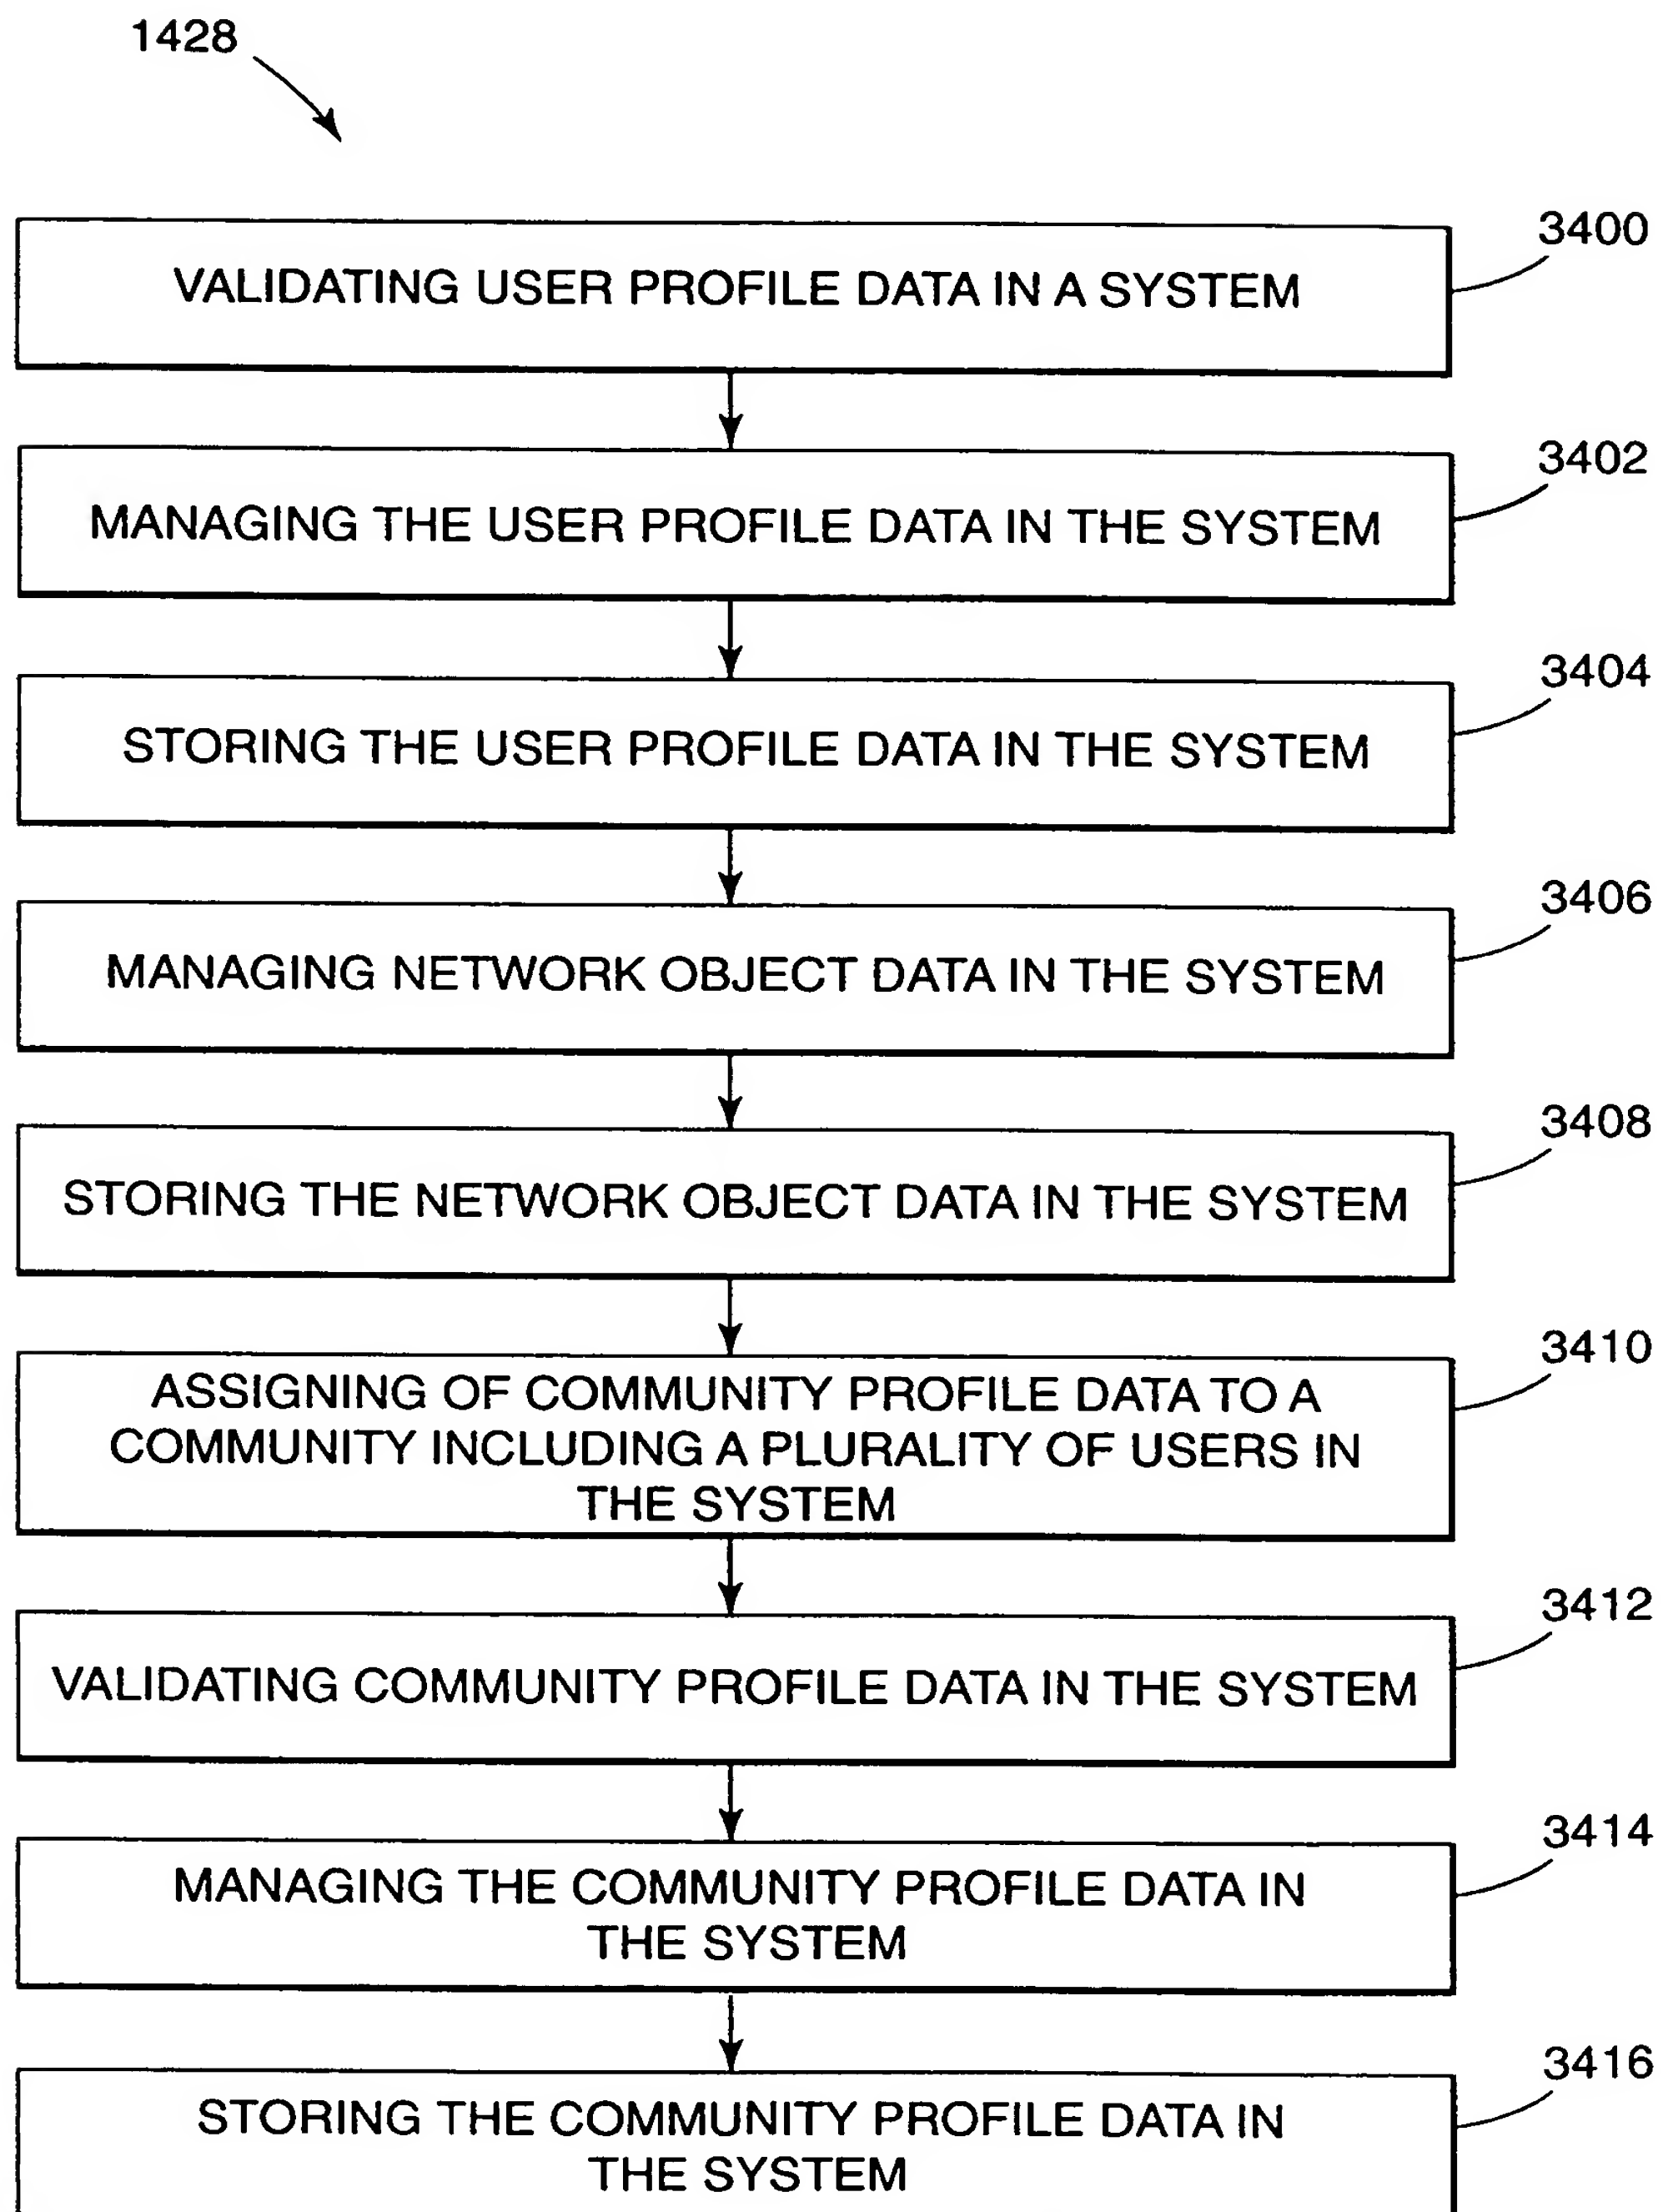 1428
3400
VALIDATING USER PROFILE DATA IN A SYSTEM
3402
MANAGING THE USER PROFILE DATA IN THE SYSTEM
3404
STORING THE USER PROFILE DATA IN THE SYSTEM
3406
MANAGING NETWORK OBJECT DATA IN THE SYSTEM
3408
STORING THE NETWORK OBJECT DATA IN THE SYSTEM
3410
ASSIGNING OF COMMUNITY PROFILE DATA TO A
COMMUNITY INCLUDING A PLURALITY OF USERS IN
THE SYSTEM
3412
VALIDATING COMMUNITY PROFILE DATA IN THE SYSTEM
3414
MANAGING THE COMMUNITY PROFILE DATA IN
THE SYSTEM
3416
STORING THE COMMUNITY PROFILE DATA IN
THE SYSTEM